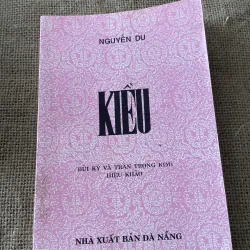 NGUYỄN DU
KIỀU
BÙI KỶ VÀ TRẦN TRỌNG KIM
HIỆU KHẢO
NHÀ XUẤT BẢN ĐÀ NẴNG